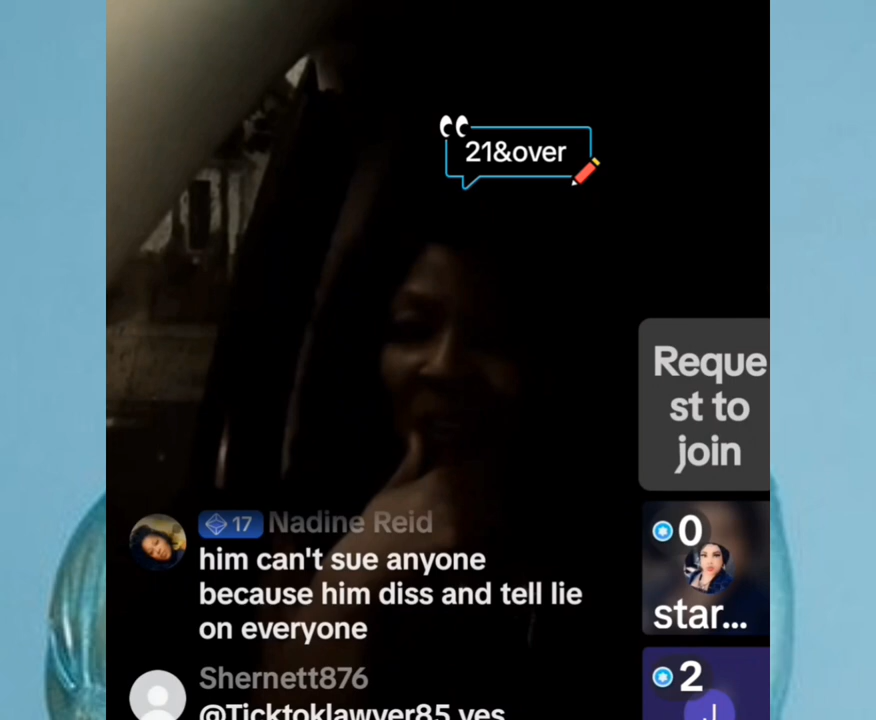 21&over
Reque
st to
join
17 Nadine Reid
him can't sue anyone
because him diss and tell lie
on everyone
0
star...
Shernett876
@Ticktoklawyer85 yes
2